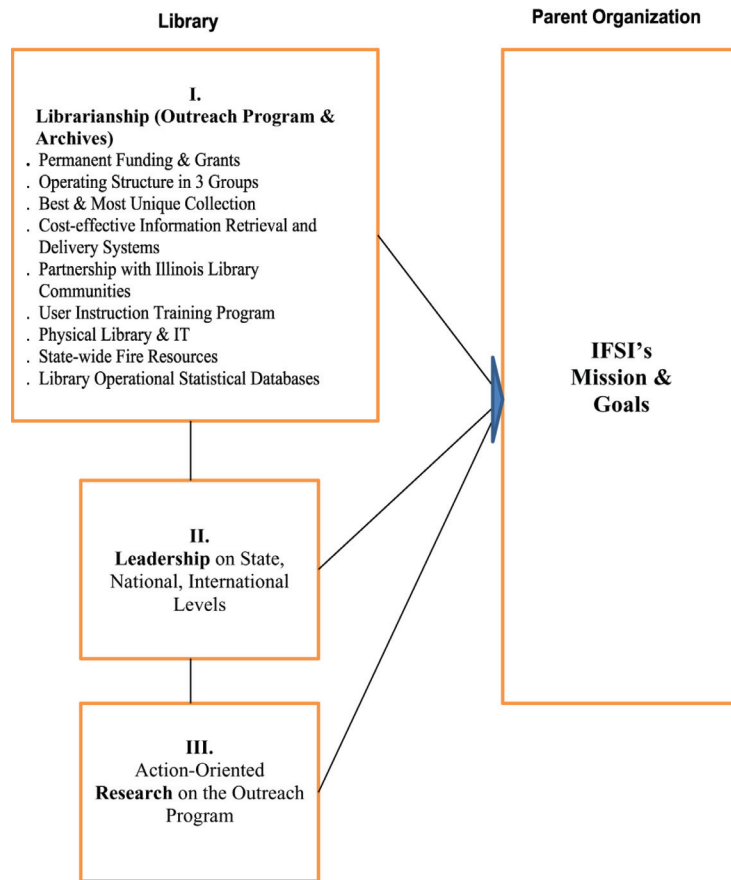 Library
Parent Organization
I.
Librarianship (Outreach Program &
Archives)
. Permanent Funding & Grants
. Operating Structure in 3 Groups
. Best & Most Unique Collection
. Cost-effective Information Retrieval and
Delivery Systems
. Partnership with Illinois Library
Communities
. User Instruction Training Program
. Physical Library & IT
. State-wide Fire Resources
. Library Operational Statistical Databases
II.
Leadership on State,
National, International
Levels
III.
Action-Oriented
Research on the Outreach
Program
IFSI’s
Mission &
Goals